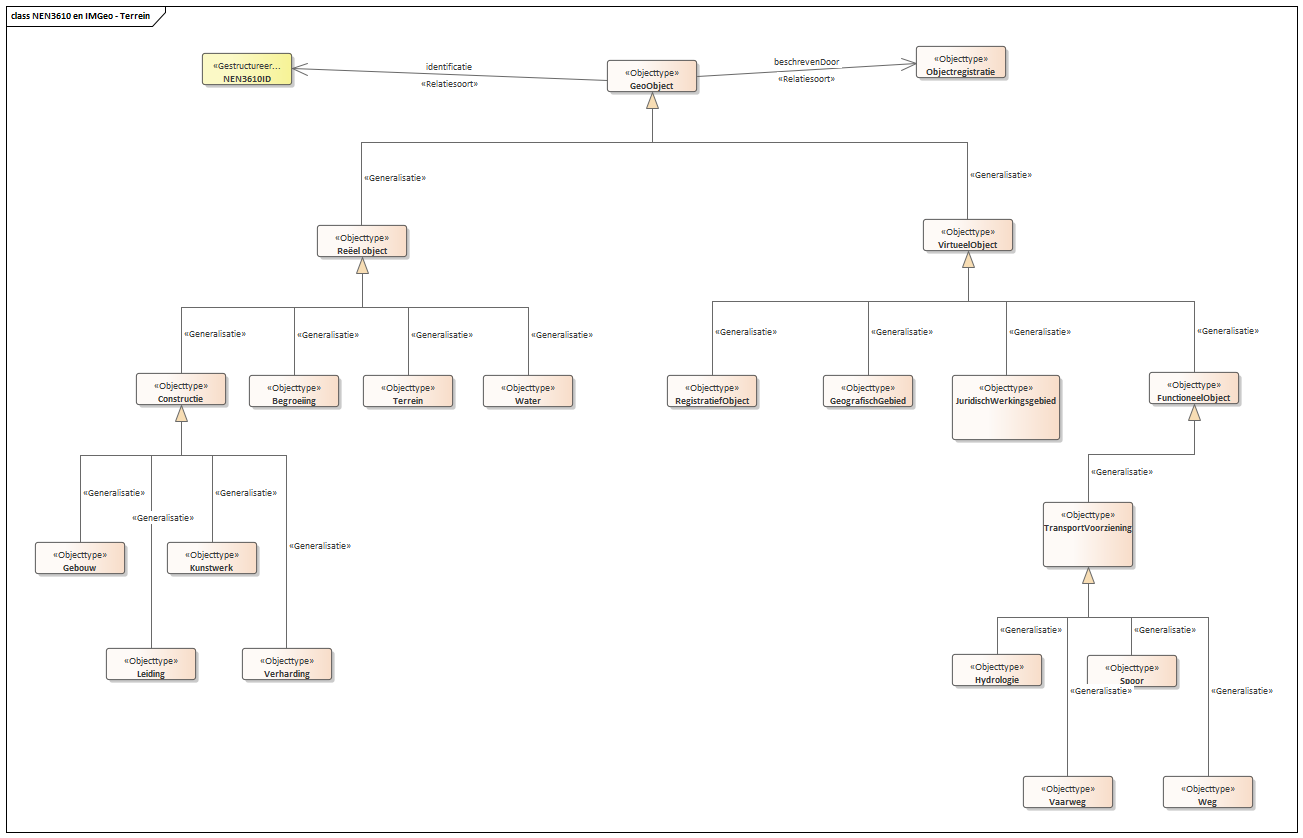 class NEN3610 en IMGeo - Terrein
«Gestructureer...
NEN3610ID
identificatie
«Relatiesoort»
«Objecttype»
GeoObject
beschrevenDoor
«Relatiesoort»
«Objecttype»
Objectregistratie
«Generalisatie»
«Generalisatie»
«Objecttype»
Reëel object
«Objecttype»
VirtueelObject
«Generalisatie»
«Generalisatie»
«Generalisatie»
«Generalisatie»
«Generalisatie»
«Generalisatie»
«Generalisatie»
«Generalisatie»
«Objecttype»
Constructie
«Objecttype»
Begroeiing
«Objecttype»
Terrein
«Objecttype»
Water
«Objecttype»
RegistratiefObject
«Objecttype»
GeografischGebied
«Objecttype»
JuridischWerkingsgebied
«Objecttype»
FunctioneelObject
«Generalisatie»
«Generalisatie»
«Generalisatie»
«Generalisatie»
«Generalisatie»
«Objecttype»
TransportVoorziening
«Objecttype»
Gebouw
«Objecttype»
Kunstwerk
«Objecttype»
Leiding
«Objecttype»
Verharding
«Generalisatie»
«Generalisatie»
«Objecttype»
Hydrologie
«Objecttype»
Spoor
«Generalisatie»
«Generalisatie»
«Objecttype»
Vaarweg
«Objecttype»
Weg